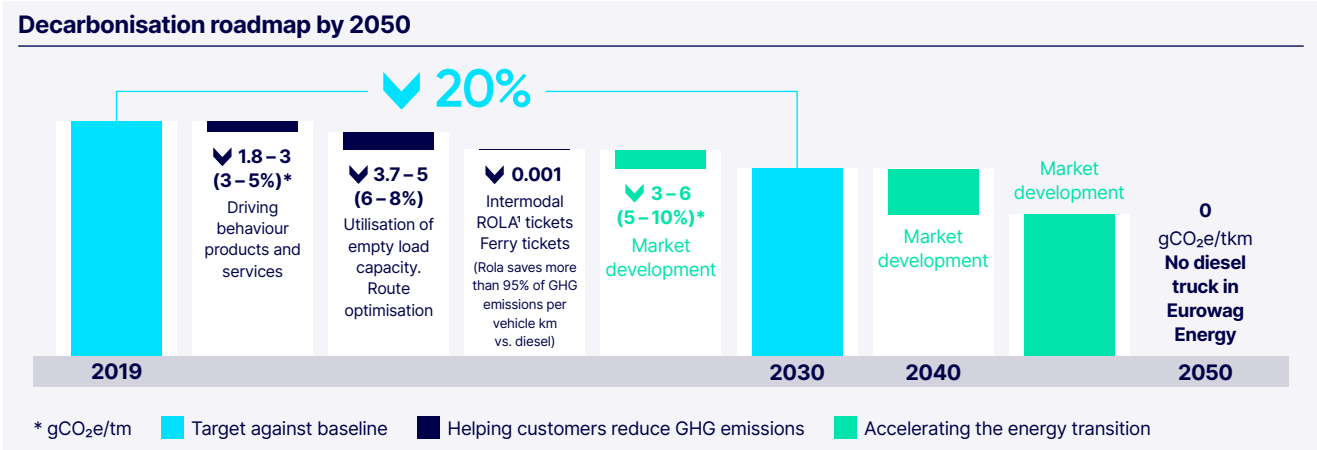 Decarbonisation roadmap by 2050
20%
1.8 – 3
(3 – 5%)*
Driving
behaviour
products and
services
3.7 – 5
(6 – 8%)
Utilisation of
empty load
capacity.
Route
optimisation
0.001
Intermodal
ROLA¹ tickets
Ferry tickets
(Rola saves more
than 95% of GHG
emissions per
vehicle km
vs. diesel)
3 – 6
(5 – 10%)*
Market
development
Market
development
Market
development
0
gCO₂e/tkm
No diesel
truck in
Eurowag
Energy
2019
2030
2040
2050
* gCO₂e/tm
Target against baseline
Helping customers reduce GHG emissions
Accelerating the energy transition